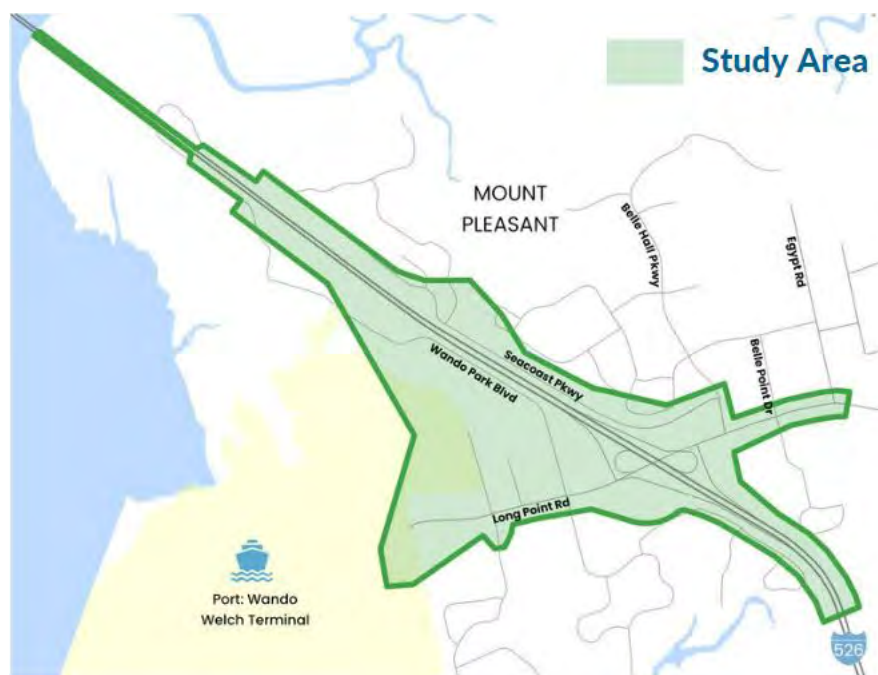 Study Area
MOUNT
PLEASANT
Belle Hall Pkwy
Egypt Rd
Seacoast Pkwy
Wando Park Blvd
Belle Point Dr
Long Point Rd
Port: Wando
Welch Terminal
526